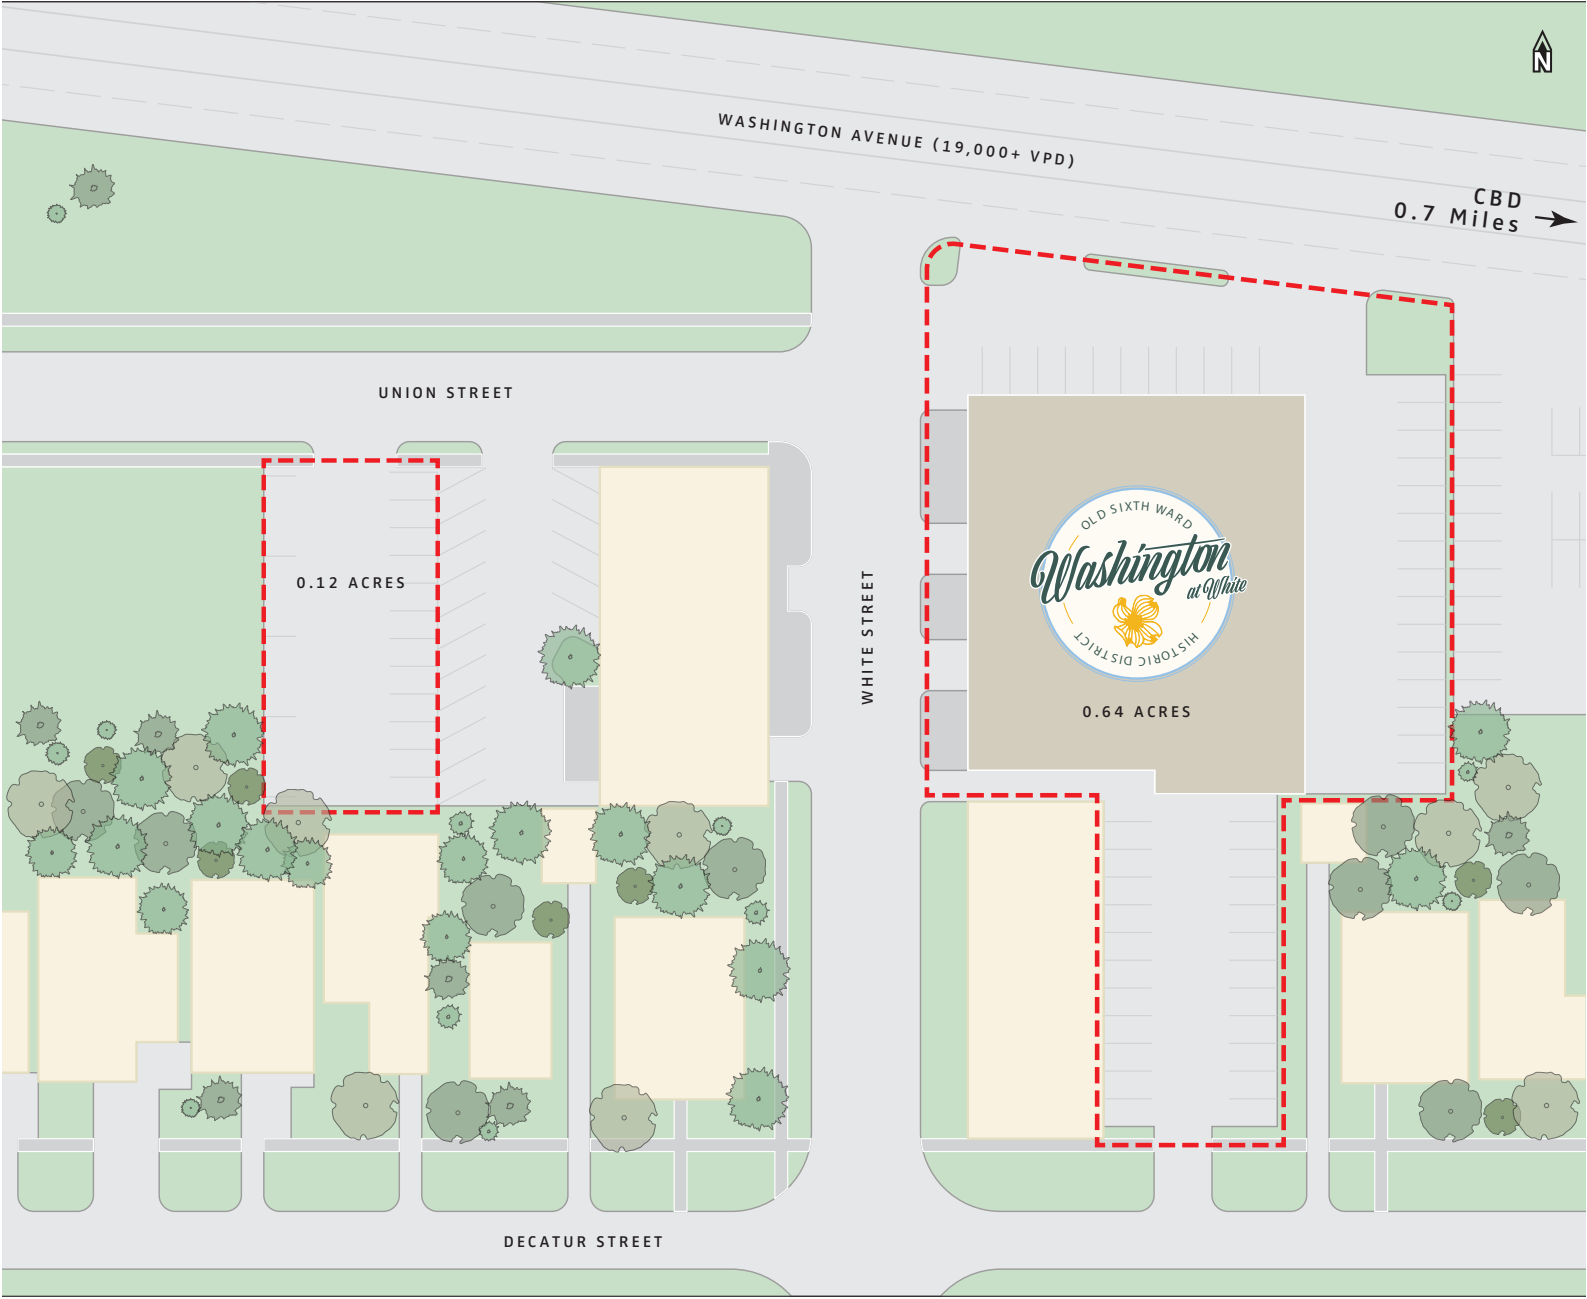 N
WASHINGTON AVENUE (19,000+ VPD)
CBD
0.7 Miles
UNION STREET
0.12 ACRES
WHITE STREET
OLD SIXTH WARD
Washington
at White
HISTORIC DISTRICT
0.64 ACRES
DECATUR STREET